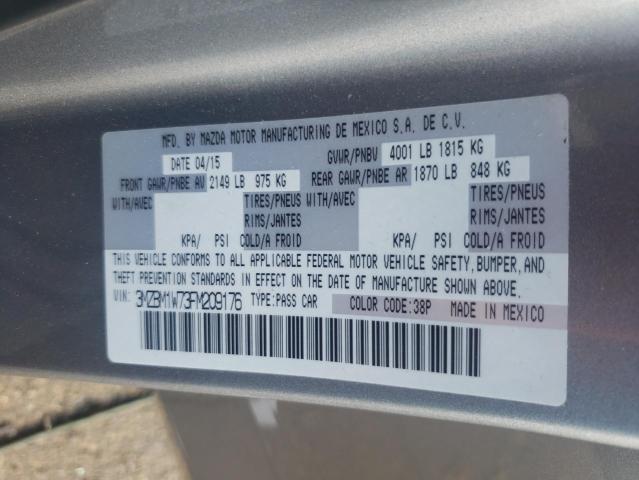 MFD. BY MAZDA MOTOR MANUFACTURING DE MEXICO S.A. DE C.V.
DATE 04/15 GVWR/PNBV 4001 LB 1815 KG
FRONT GAWR/PNBE AV 2149 LB 975 KG REAR GAWR/PNBE AR 1870 LB 848 KG
WITH/AVEC TIRES/PNEUS WITH/AVEC TIRES/PNEUS
RIMS/JANTES RIMS/JANTES
KPA/ PSI COLD/A FROID KPA/ PSI COLD/A FROID
THIS VEHICLE CONFORMS TO ALL APPLICABLE FEDERAL MOTOR VEHICLE SAFETY, BUMPER, AND
THEFT PREVENTION STANDARDS IN EFFECT ON THE DATE OF MANUFACTURE SHOWN ABOVE.
VIN: 3MZBM1W73FM209176 TYPE:PASS CAR COLOR CODE:38P MADE IN MEXICO